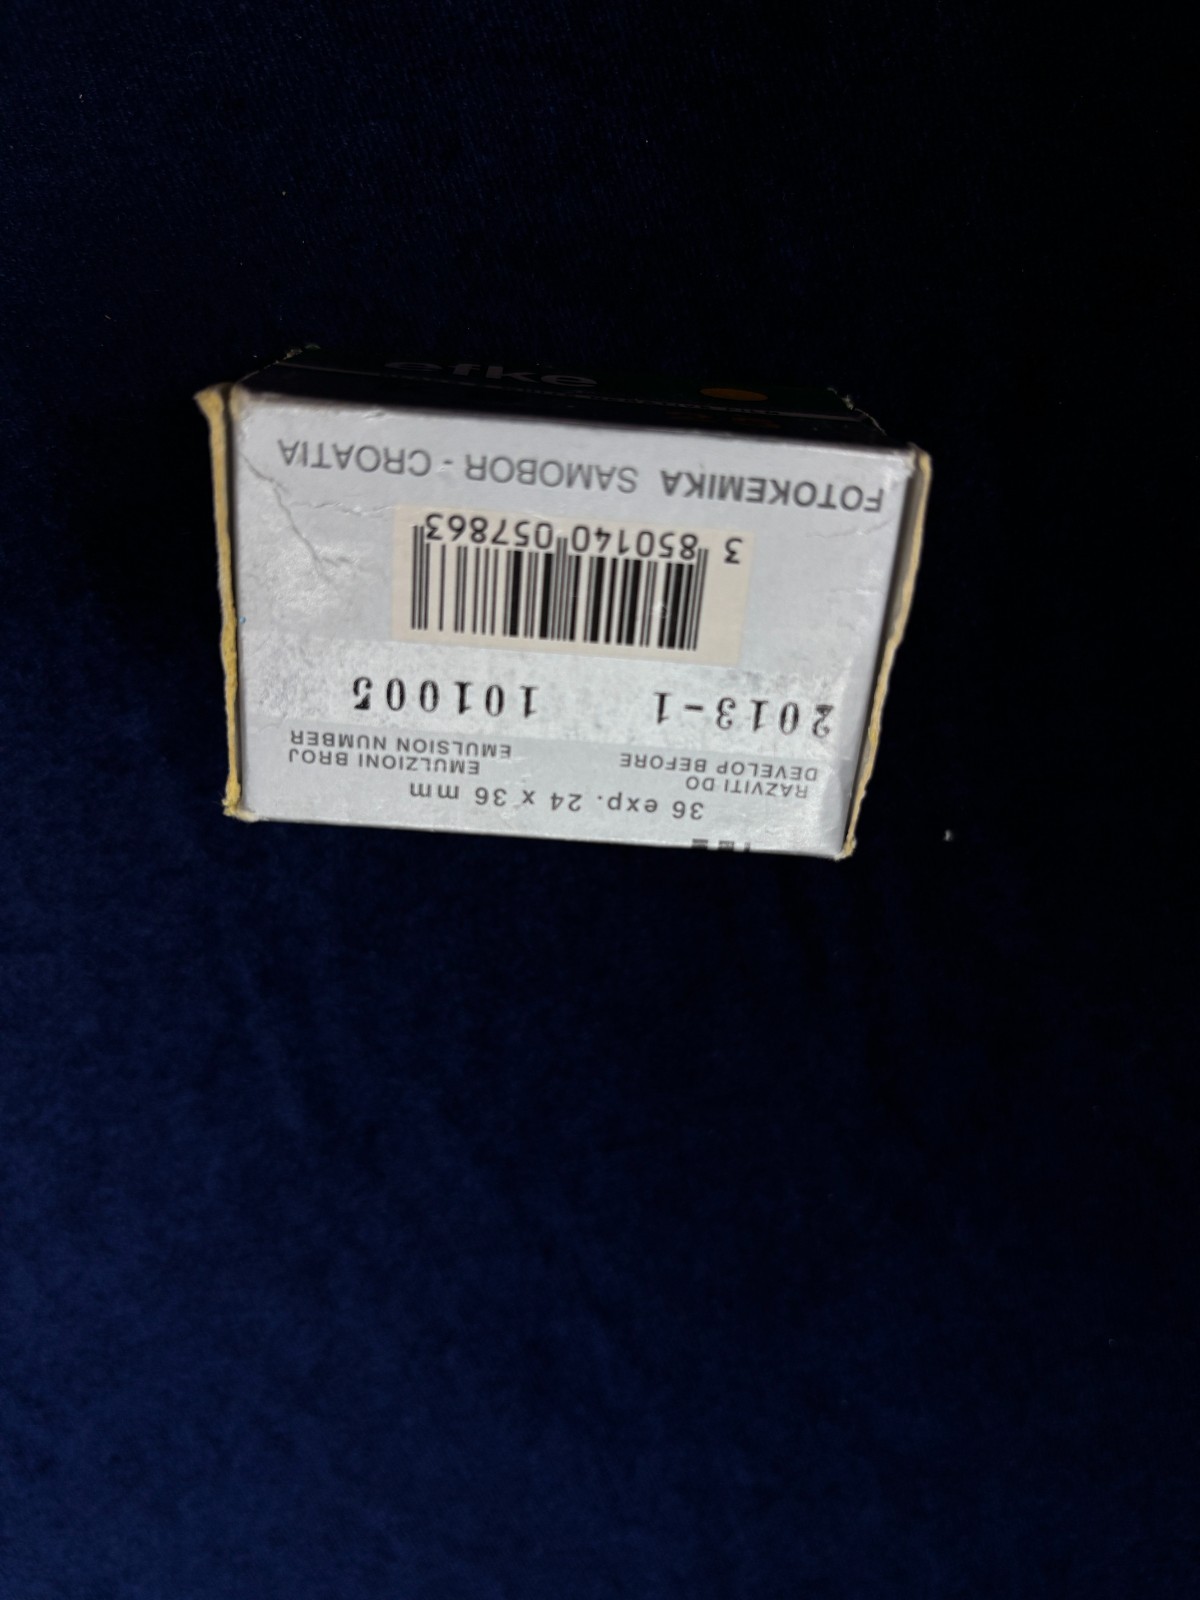 36 exp. 24 x 36 mm
RAZVITI DO
DEVELOP BEFORE
EMULZIONI BROJ
EMULSION NUMBER
2013-1
101005
3 850140 057863
FOTOKEMIKA SAMOBOR - CROATIA
efke